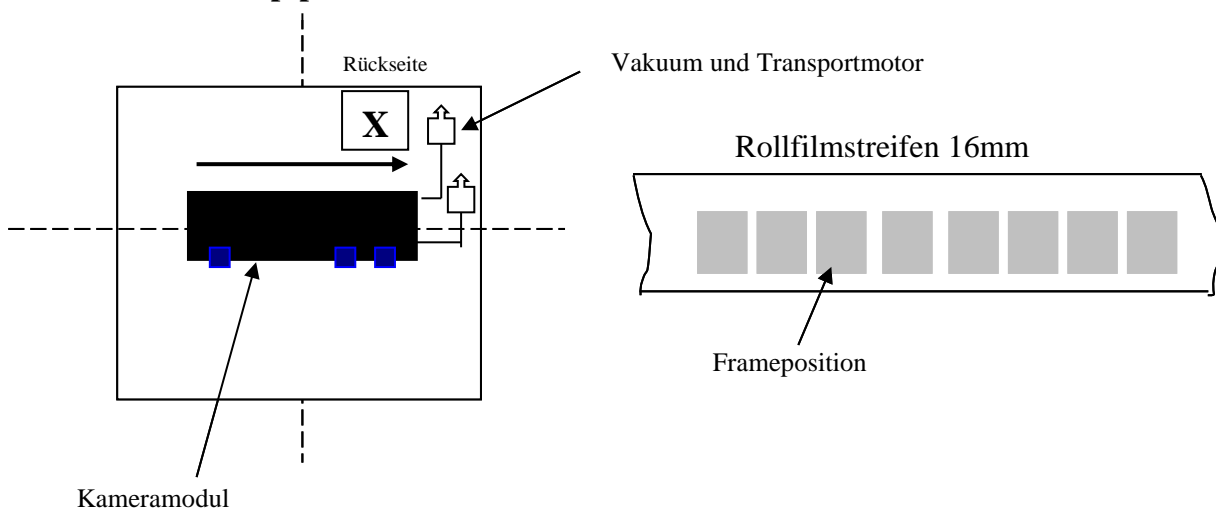 Rückseite
Vakuum und Transportmotor
X
Rollfilmstreifen 16mm
Frameposition
Kameramodul